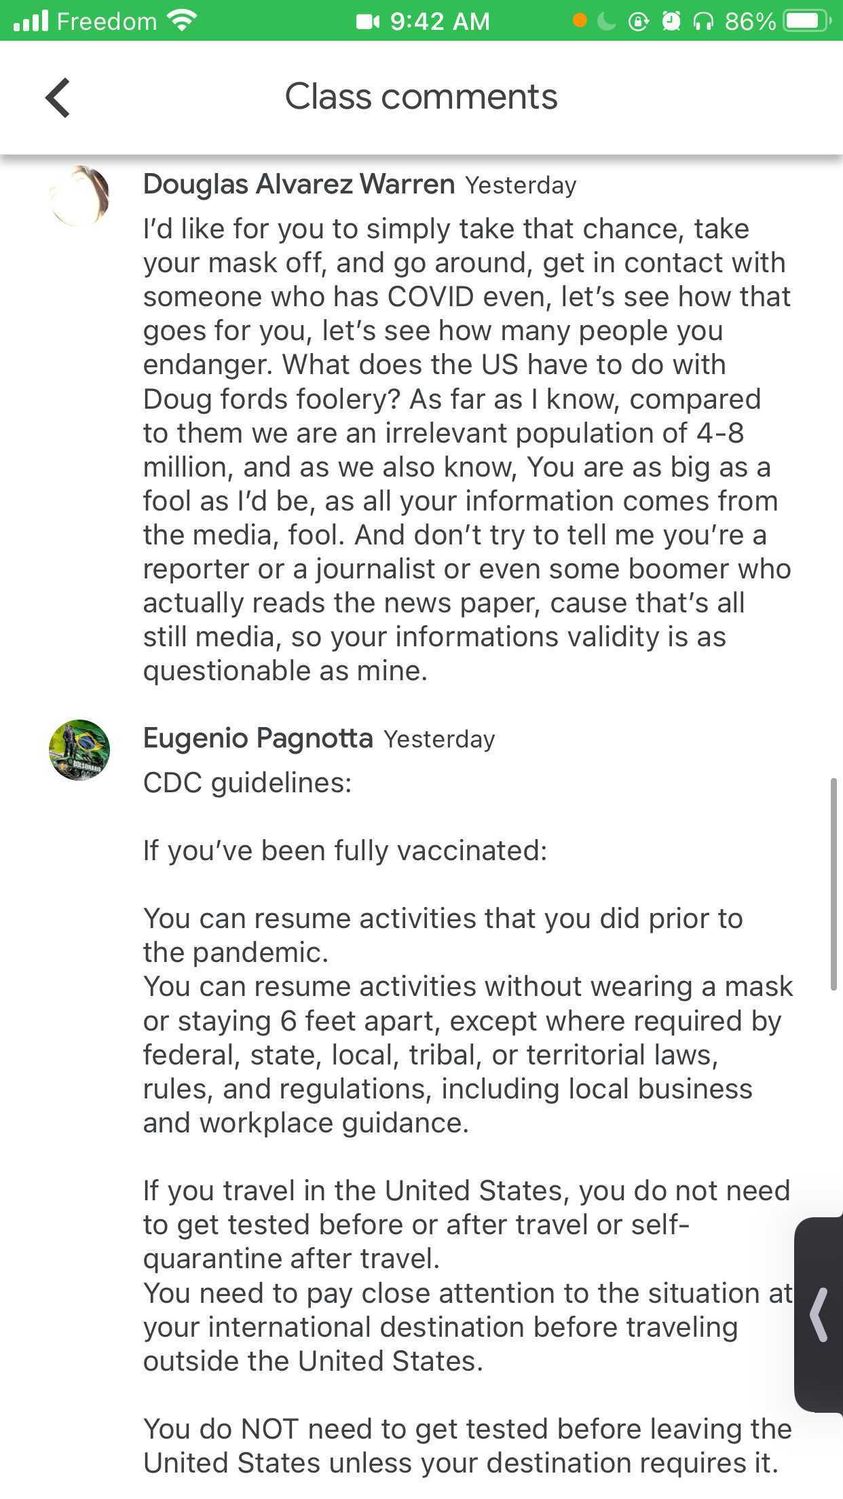 Freedom 9:42 AM 86%
Class comments
Douglas Alvarez Warren Yesterday
I’d like for you to simply take that chance, take
your mask off, and go around, get in contact with
someone who has COVID even, let’s see how that
goes for you, let’s see how many people you
endanger. What does the US have to do with
Doug fords foolery? As far as I know, compared
to them we are an irrelevant population of 4-8
million, and as we also know, You are as big as a
fool as I’d be, as all your information comes from
the media, fool. And don’t try to tell me you’re a
reporter or a journalist or even some boomer who
actually reads the news paper, cause that’s all
still media, so your informations validity is as
questionable as mine.
Eugenio Pagnotta Yesterday
CDC guidelines:
If you’ve been fully vaccinated:
You can resume activities that you did prior to
the pandemic.
You can resume activities without wearing a mask
or staying 6 feet apart, except where required by
federal, state, local, tribal, or territorial laws,
rules, and regulations, including local business
and workplace guidance.
If you travel in the United States, you do not need
to get tested before or after travel or self-
quarantine after travel.
You need to pay close attention to the situation at
your international destination before traveling
outside the United States.
You do NOT need to get tested before leaving the
United States unless your destination requires it.